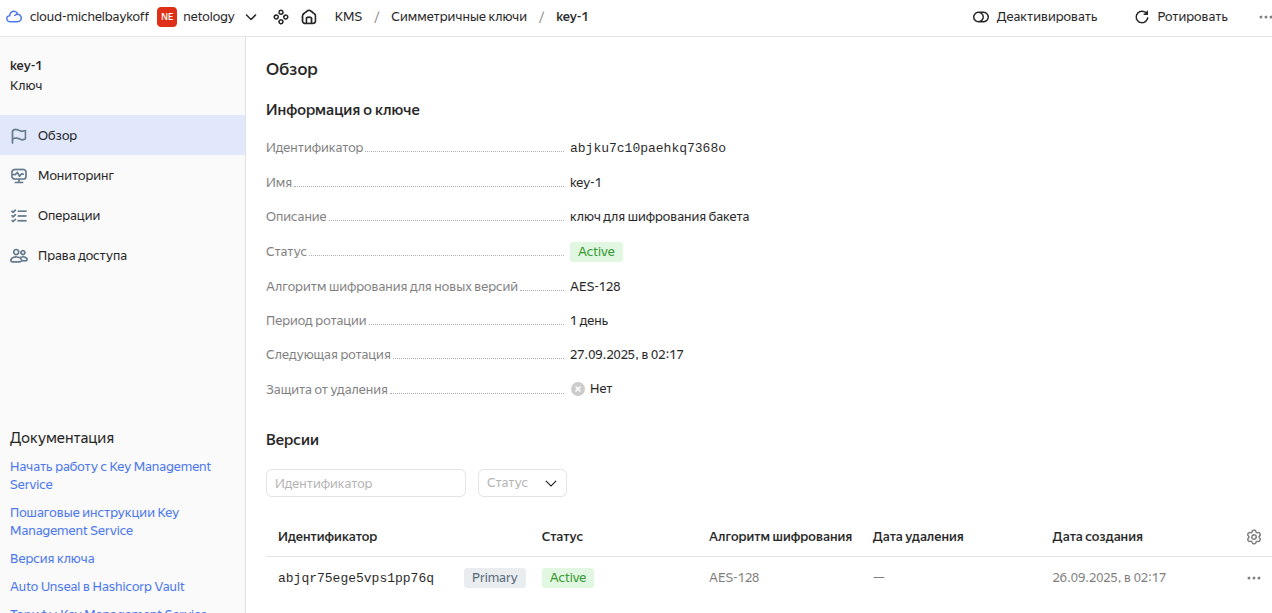 cloud-michelbaykoff NE netology KMS / Симметричные ключи / key-1 Деактивировать Ротировать
key-1
Ключ
Обзор
Мониторинг
Операции
Права доступа
Документация
Начать работу с Key Management
Service
Пошаговые инструкции Key
Management Service
Версия ключа
Auto Unseal в Hashicorp Vault
Тарифы Key Management Service
Обзор
Информация о ключе
Идентификатор abjku7c10paehkq7368o
Имя key-1
Описание ключ для шифрования бакета
Статус Active
Алгоритм шифрования для новых версий AES-128
Период ротации 1 день
Следующая ротация 27.09.2025, в 02:17
Защита от удаления Нет
Версии
Идентификатор Статус
Идентификатор Статус Алгоритм шифрования Дата удаления Дата создания
abjqr75ege5vps1pp76q Primary Active AES-128 — 26.09.2025, в 02:17